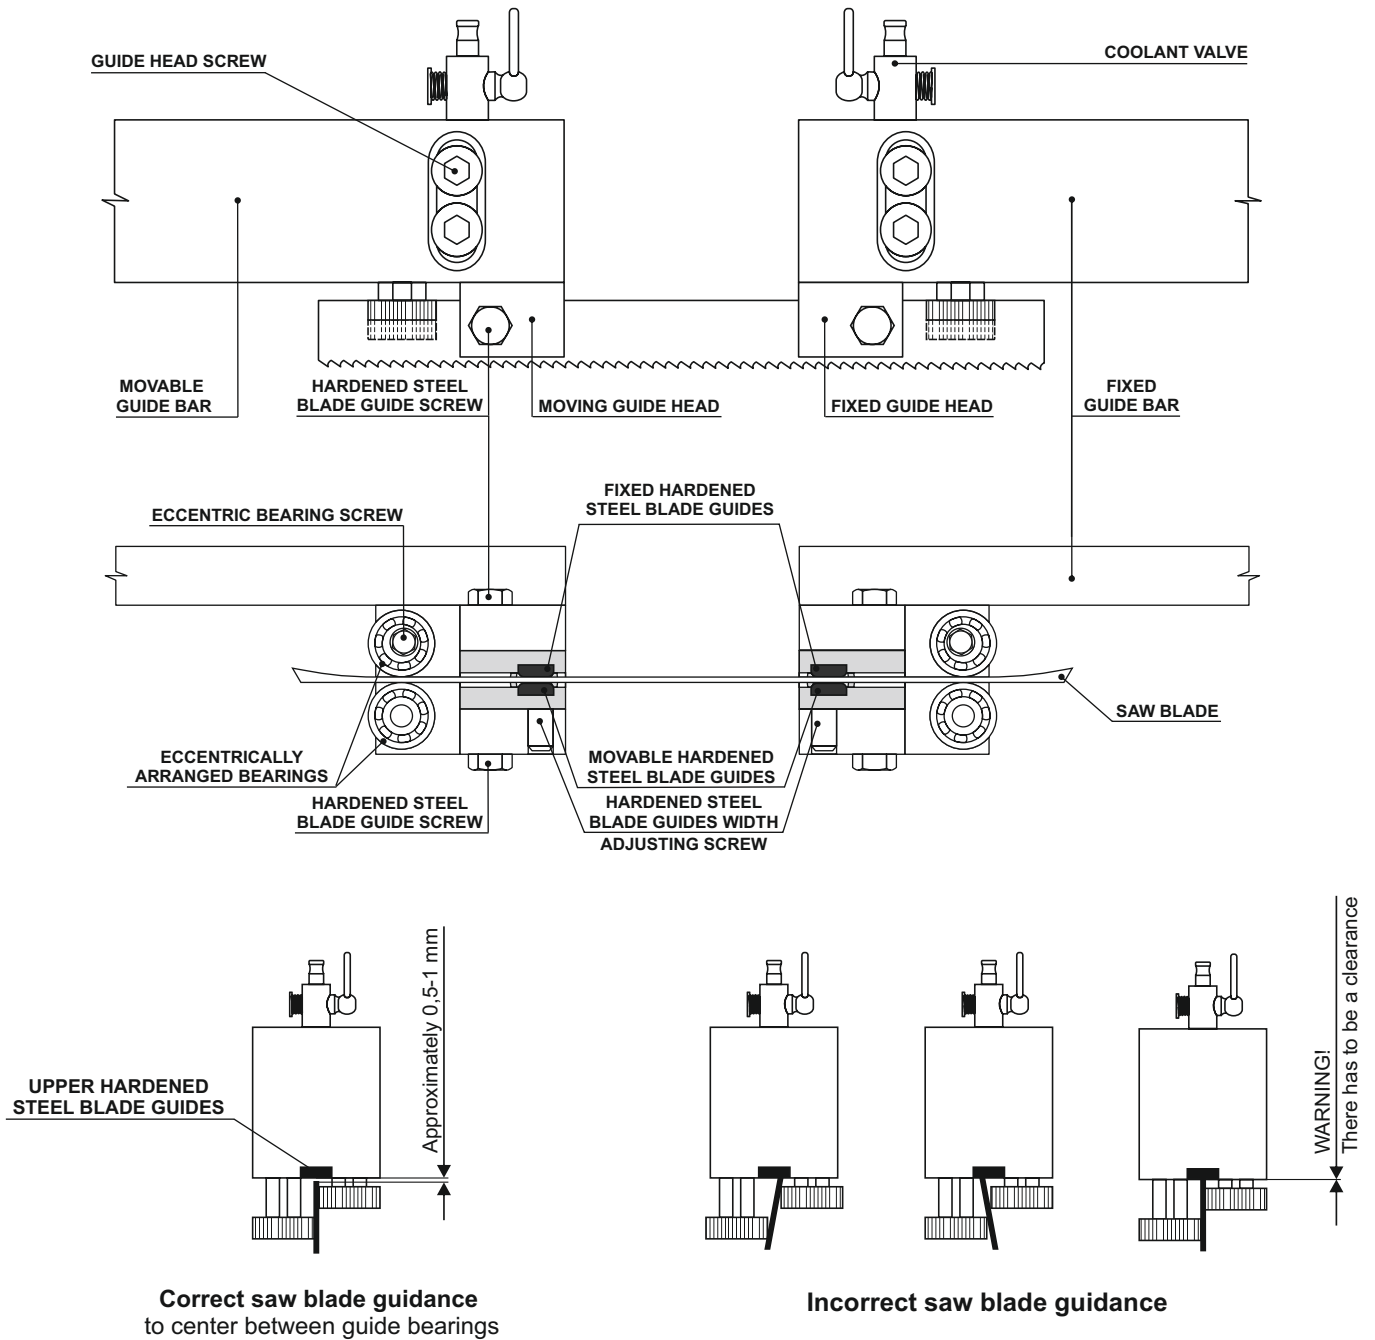 GUIDE HEAD SCREW
COOLANT VALVE
MOVABLE
GUIDE BAR
HARDENED STEEL
BLADE GUIDE SCREW
MOVING GUIDE HEAD
FIXED GUIDE HEAD
FIXED
GUIDE BAR
FIXED HARDENED
STEEL BLADE GUIDES
ECCENTRIC BEARING SCREW
SAW BLADE
ECCENTRICALLY
ARRANGED BEARINGS
MOVABLE HARDENED
STEEL BLADE GUIDES
HARDENED STEEL
BLADE GUIDE SCREW
HARDENED STEEL
BLADE GUIDES WIDTH
ADJUSTING SCREW
UPPER HARDENED
STEEL BLADE GUIDES
Approximately 0,5-1 mm
WARNING!
There has to be a clearance
Correct saw blade guidance
to center between guide bearings
Incorrect saw blade guidance